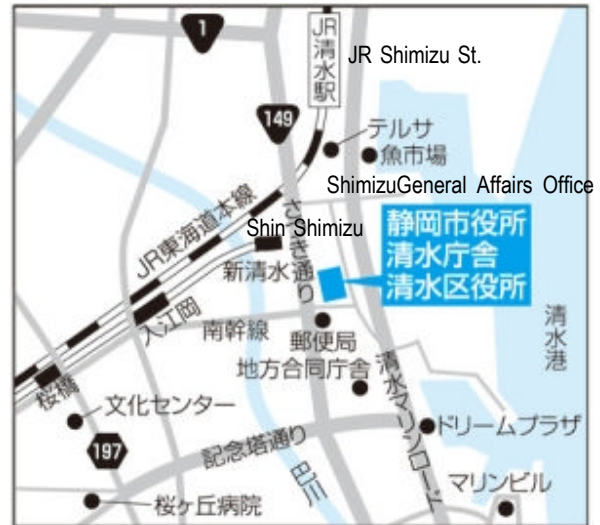 1
JR清水駅
JR Shimizu St.
149
テルサ
魚市場
ShimizuGeneral Affairs Office
さつき通り
Shin Shimizu
静岡市役所
清水庁舎
清水区役所
JR東海道本線
新清水
入江岡
南幹線
郵便局
地方合同庁舎
清水港
桜橋
文化センター
清水マリンロード
ドリームプラザ
197
記念塔通り
巴川
マリンビル
桜ヶ丘病院